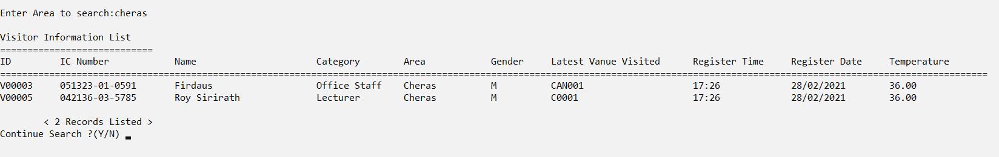 Enter Area to search:cheras
Visitor Information List
============================
ID IC Number Name Category Area Gender Latest Vanue Visited Register Time Register Date Temperature
=====================================================================================================================================================================================
V00003 051323-01-0591 Firdaus Office Staff Cheras M CAN001 17:26 28/02/2021 36.00
V00005 042136-03-5785 Roy Sirirath Lecturer Cheras M C0001 17:26 28/02/2021 36.00
< 2 Records Listed >
Continue Search ?(Y/N)